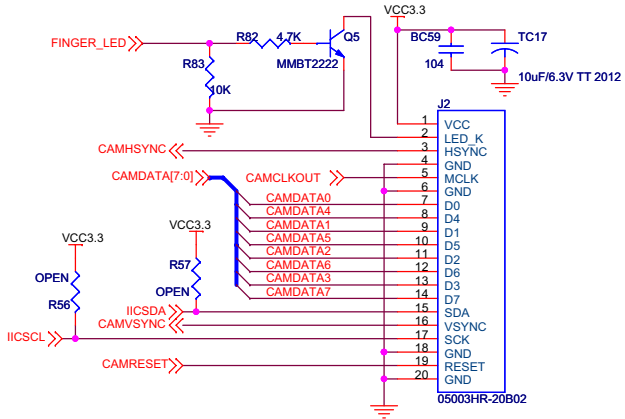 VCC3.3
FINGER_LED
R82 4.7K
Q5
MMBT2222
R83
10K
BC59
104
TC17
10uF/6.3V TT 2012
J2
1 VCC
2 LED_K
3 HSYNC
4 GND
5 MCLK
6 GND
7 D0
8 D4
9 D1
10 D5
11 D2
12 D6
13 D3
14 D7
15 SDA
16 VSYNC
17 SCK
18 GND
19 RESET
20 GND
05003HR-20B02
CAMHSYNC
CAMDATA[7:0]
CAMCLKOUT
CAMDATA0
CAMDATA4
CAMDATA1
CAMDATA5
CAMDATA2
CAMDATA6
CAMDATA3
CAMDATA7
VCC3.3
R57
OPEN
VCC3.3
OPEN
R56
IICSDA
CAMVSYNC
IICSCL
CAMRESET